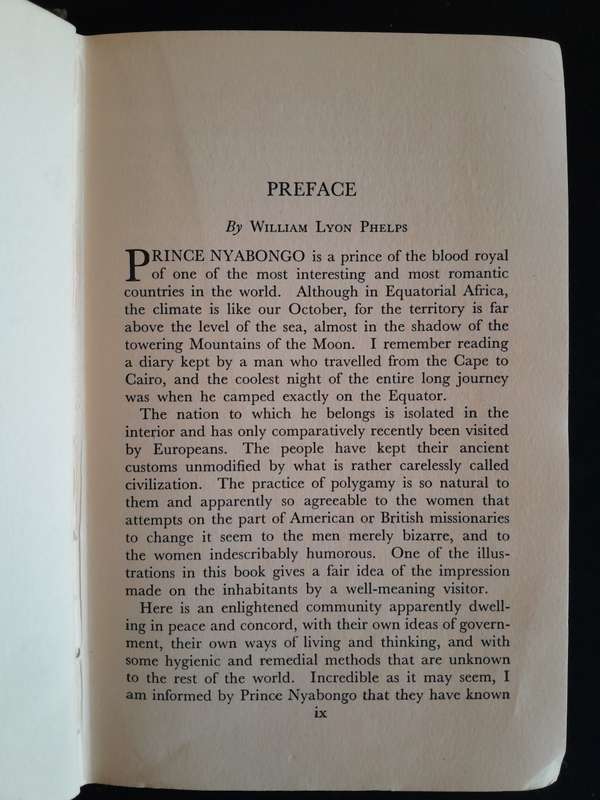 PREFACE
By WILLIAM LYON PHELPS
PRINCE NYABONGO is a prince of the blood royal
of one of the most interesting and most romantic
countries in the world. Although in Equatorial Africa,
the climate is like our October, for the territory is far
above the level of the sea, almost in the shadow of the
towering Mountains of the Moon. I remember reading
a diary kept by a man who travelled from the Cape to
Cairo, and the coolest night of the entire long journey
was when he camped exactly on the Equator.
The nation to which he belongs is isolated in the
interior and has only comparatively recently been visited
by Europeans. The people have kept their ancient
customs unmodified by what is rather carelessly called
civilization. The practice of polygamy is so natural to
them and apparently so agreeable to the women that
attempts on the part of American or British missionaries
to change it seem to the men merely bizarre, and to
the women indescribably humorous. One of the illus-
trations in this book gives a fair idea of the impression
made on the inhabitants by a well-meaning visitor.
Here is an enlightened community apparently dwell-
ing in peace and concord, with their own ideas of govern-
ment, their own ways of living and thinking, and with
some hygienic and remedial methods that are unknown
to the rest of the world. Incredible as it may seem, I
am informed by Prince Nyabongo that they have known
ix